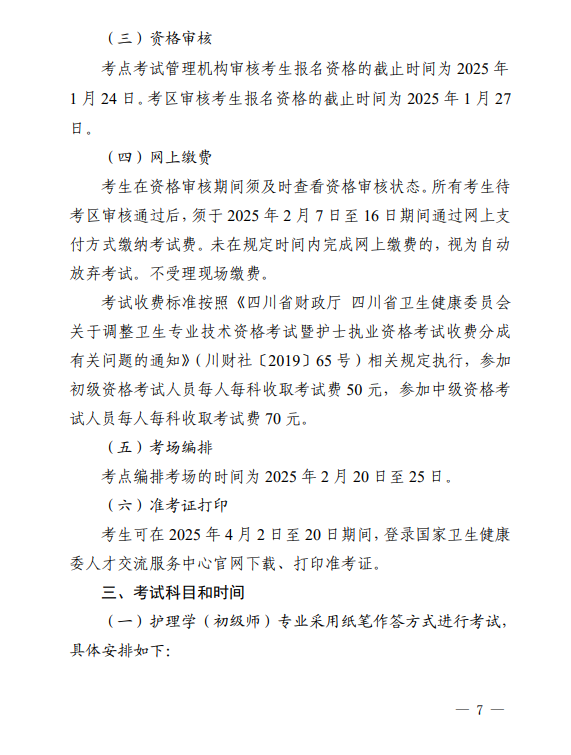 （三）资格审核
考点考试管理机构审核考生报名资格的截止时间为 2025 年
1 月 24 日。考区审核考生报名资格的截止时间为 2025 年 1 月 27
日。
（四）网上缴费
考生在资格审核期间须及时查看资格审核状态。所有考生待
考区审核通过后，须于 2025 年 2 月 7 日至 16 日期间通过网上支
付方式缴纳考试费。未在规定时间内完成网上缴费的，视为自动
放弃考试。不受理现场缴费。
考试收费标准按照《四川省财政厅 四川省卫生健康委员会
关于调整卫生专业技术资格考试暨护士执业资格考试收费分成
有关问题的通知》（川财社〔2019〕65 号）相关规定执行，参加
初级资格考试人员每人每科收取考试费 50 元，参加中级资格考
试人员每人每科收取考试费 70 元。
（五）考场编排
考点编排考场的时间为 2025 年 2 月 20 日至 25 日。
（六）准考证打印
考生可在 2025 年 4 月 2 日至 20 日期间，登录国家卫生健康
委人才交流服务中心官网下载、打印准考证。
三、考试科目和时间
（一）护理学（初级师）专业采用纸笔作答方式进行考试，
具体安排如下：
— 7 —